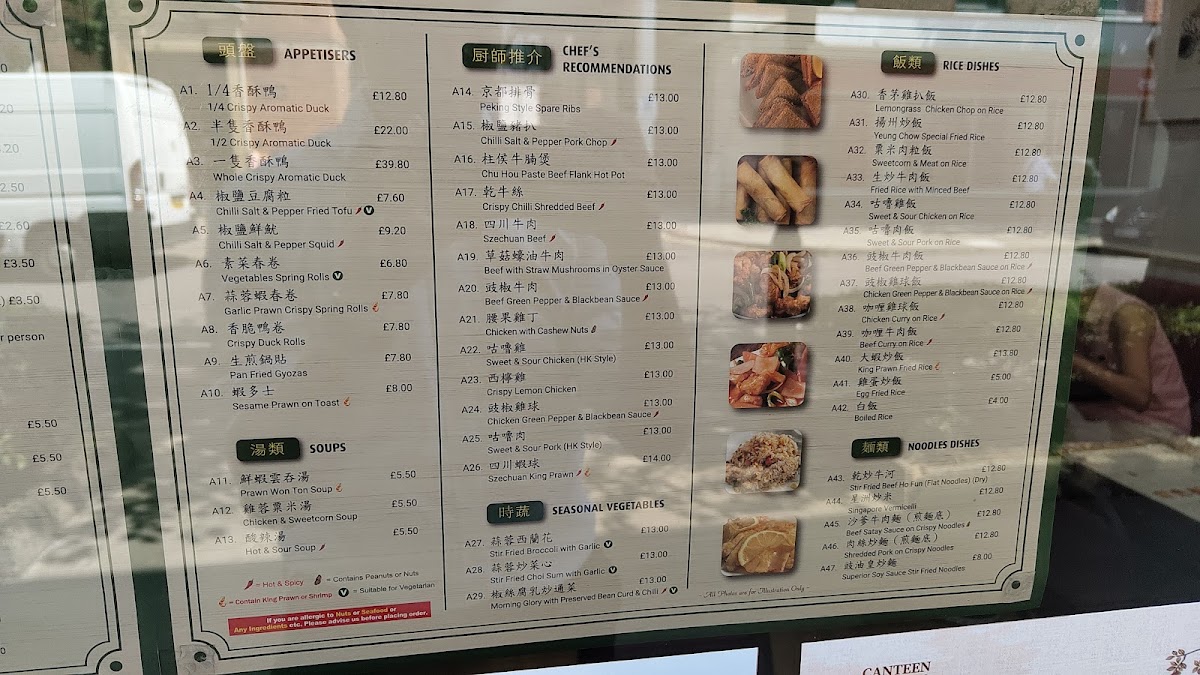 頭盤 APPETISERS
A1. 1/4香酥鴨 £12.80
1/4 Crispy Aromatic Duck
A2. 半隻香酥鴨 £22.00
1/2 Crispy Aromatic Duck
A3. 一隻香酥鴨 £39.80
Whole Crispy Aromatic Duck
A4. 椒鹽豆腐粒 £7.60
Chilli Salt & Pepper Fried Tofu V
A5. 椒鹽鮮魷 £9.20
Chilli Salt & Pepper Squid
A6. 素菜春卷 £6.80
Vegetables Spring Rolls V
A7. 蒜蓉蝦春卷 £7.80
Garlic Prawn Crispy Spring Rolls
A8. 香脆鴨卷 £7.80
Crispy Duck Rolls
A9. 生煎鍋貼 £7.80
Pan Fried Gyozas
A10. 蝦多士 £8.00
Sesame Prawn on Toast
湯類 SOUPS
A11. 鮮蝦雲吞湯 £5.50
Prawn Won Ton Soup
A12. 雞蓉粟米湯 £5.50
Chicken & Sweetcorn Soup
A13. 酸辣湯 £5.50
Hot & Sour Soup
= Hot & Spicy = Contains Peanuts or Nuts
= Contain King Prawn or Shrimp V = Suitable for Vegetarian
If you are allergic to Nuts or Seafood or
Any Ingredients etc. Please advise us before placing order.
厨師推介 CHEF'S
RECOMMENDATIONS
A14. 京都排骨 £13.00
Peking Style Spare Ribs
A15. 椒鹽豬扒 £13.00
Chilli Salt & Pepper Pork Chop
A16. 柱侯牛腩煲 £13.00
Chu Hou Paste Beef Flank Hot Pot
A17. 乾牛絲 £13.00
Crispy Chilli Shredded Beef
A18. 四川牛肉 £13.00
Szechuan Beef
A19. 草菇蠔油牛肉 £13.00
Beef with Straw Mushrooms in Oyster Sauce
A20. 豉椒牛肉 £13.00
Beef Green Pepper & Blackbean Sauce
A21. 腰果雞丁 £13.00
Chicken with Cashew Nuts
A22. 咕嚕雞 £13.00
Sweet & Sour Chicken (HK Style)
A23. 西檸雞 £13.00
Crispy Lemon Chicken
A24. 豉椒雞球 £13.00
Chicken Green Pepper & Blackbean Sauce
A25. 咕嚕肉 £13.00
Sweet & Sour Pork (HK Style)
A26 四川蝦球 £14.00
Szechuan King Prawn
時蔬 SEASONAL VEGETABLES
A27. 蒜蓉西蘭花 £13.00
Stir Fried Broccoli with Garlic V
A28. 蒜蓉炒菜心 £13.00
Stir Fried Choi Sum with Garlic V
A29. 椒絲腐乳炒通菜 £13.00
Morning Glory with Preserved Bean Curd & Chilli V
飯類 RICE DISHES
A30. 香茅雞扒飯 £12.80
Lemongrass Chicken Chop on Rice
A31. 揚州炒飯 £12.80
Yeung Chow Special Fried Rice
A32. 粟米肉粒飯 £12.80
Sweetcorn & Meat on Rice
A33. 生炒牛肉飯 £12.80
Fried Rice with Minced Beef
A34. 咕嚕雞飯 £12.80
Sweet & Sour Chicken on Rice
A35. 咕嚕肉飯 £12.80
Sweet & Sour Pork on Rice
A36. 豉椒牛肉飯 £12.80
Beef Green Pepper & Blackbean Sauce on Rice
A37. 豉椒雞球飯 £12.80
Chicken Green Pepper & Blackbean Sauce on Rice
A38. 咖喱雞球飯 £12.80
Chicken Curry on Rice
A39. 咖喱牛肉飯 £12.80
Beef Curry on Rice
A40. 大蝦炒飯 £13.80
King Prawn Fried Rice
A41. 雞蛋炒飯 £5.00
Egg Fried Rice
A42. 白飯 £4.00
Boiled Rice
麵類 NOODLES DISHES
A43. 乾炒牛河 £12.80
Stir Fried Beef Ho Fun (Flat Noodles) (Dry)
A44. 星洲炒米 £12.80
Singapore Vermicelli
A45. 沙爹牛肉麵（煎麵底） £12.80
Beef Satay Sauce on Crispy Noodles
A46. 肉絲炒麵（煎麵底） £12.80
Shredded Pork on Crispy Noodles
A47. 豉油皇炒麵 £8.00
Superior Soy Sauce Stir Fried Noodles
All Photos are for Illustration Only
£3.50
£3.50
r person
£5.50
£5.50
£5.50
CANTEEN